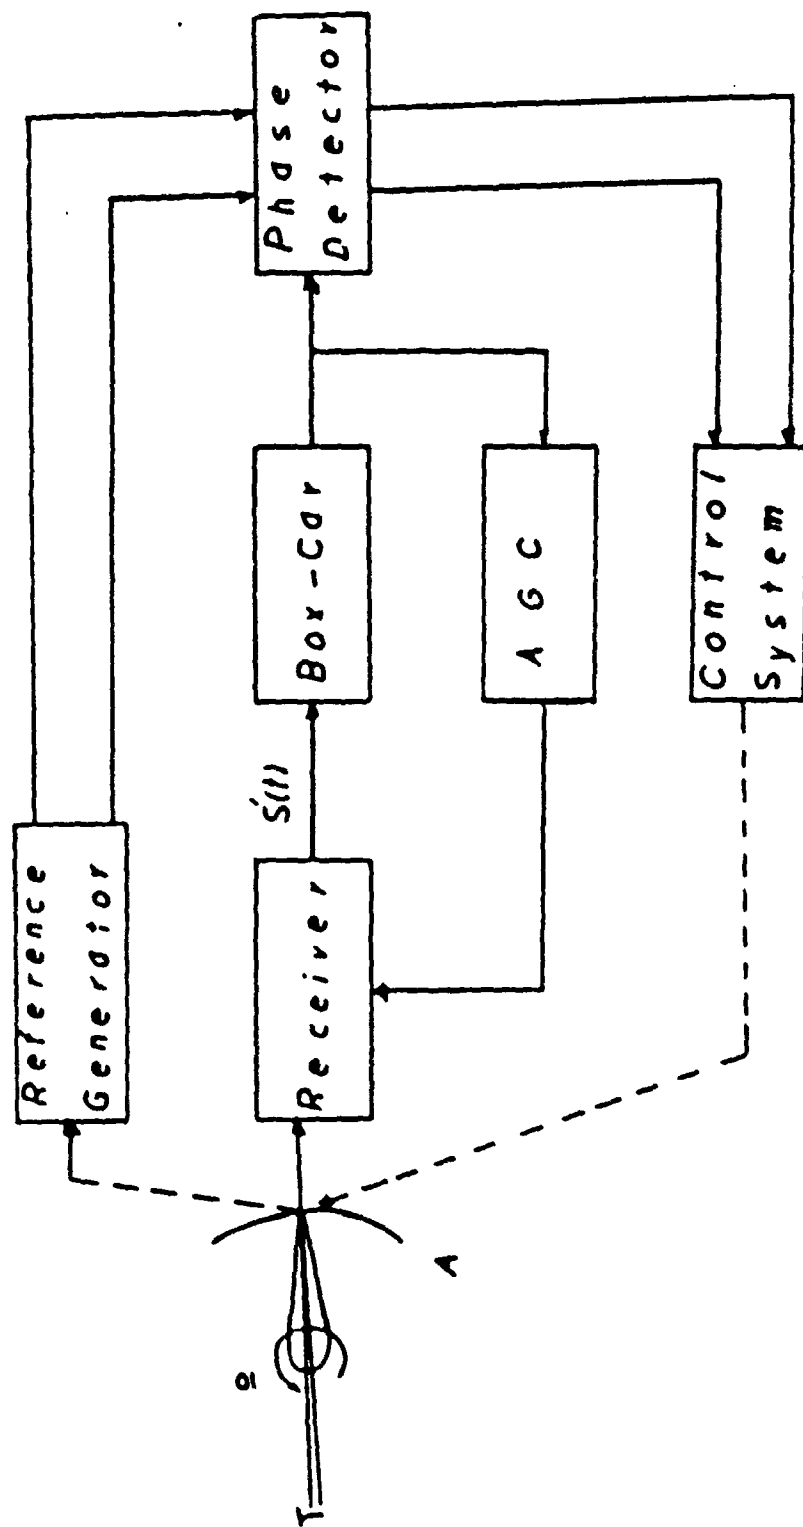 Reference
Generator
T
Receiver
Ś(t)
Box-Car
Phase
Detector
A
AGC
Control
System